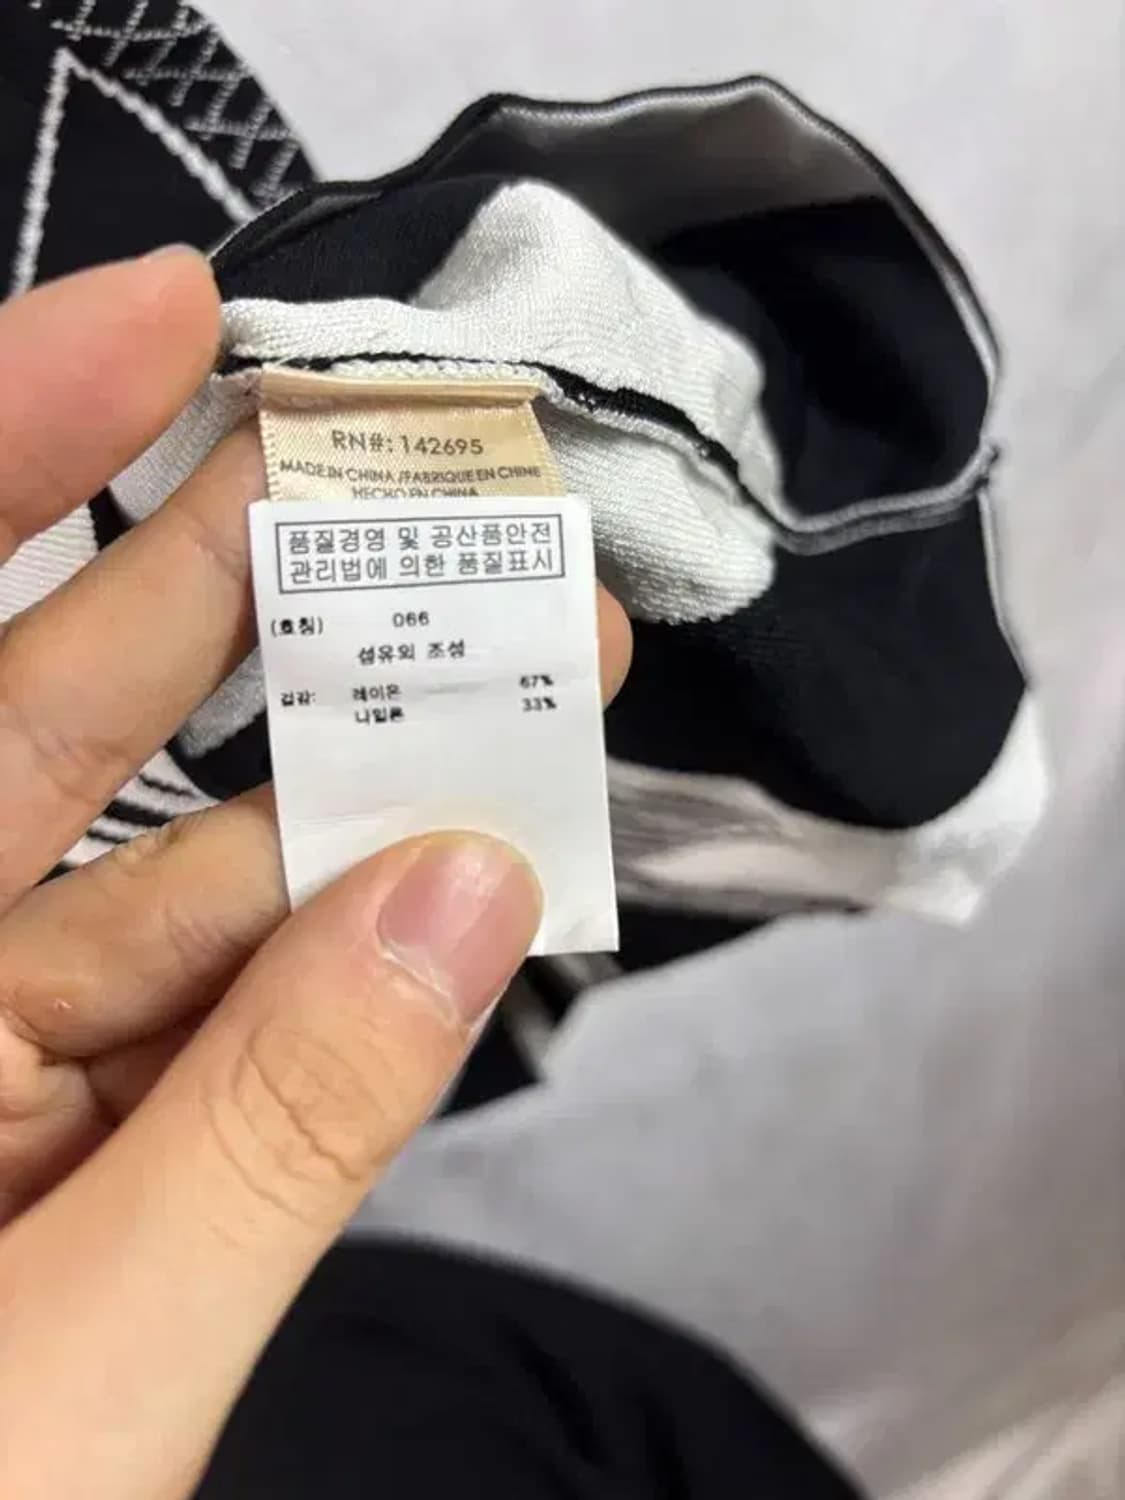 RN#: 142695
MADE IN CHINA /FABRIQUE EN CHINE
HECHO EN CHINA
품질경영 및 공산품안전
관리법에 의한 품질표시
(호칭) 066
섬유의 조성
겉감: 레이온 67%
나일론 33%